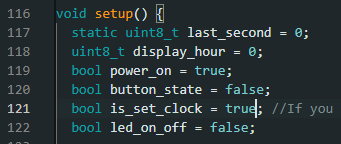 116 void setup() {
117 static uint8_t last_second = 0;
118 uint8_t display_hour = 0;
119 bool power_on = true;
120 bool button_state = false;
121 bool is_set_clock = true; //If you
122 bool led_on_off = false;